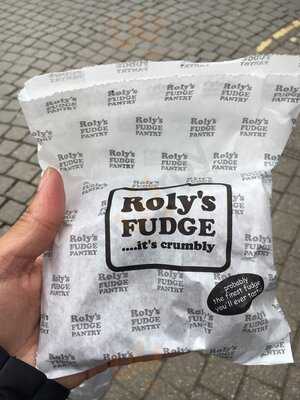 Roly's
FUDGE
PANTRY
Roly's
FUDGE
....it's crumbly
probably
the finest fudge
you'll ever taste